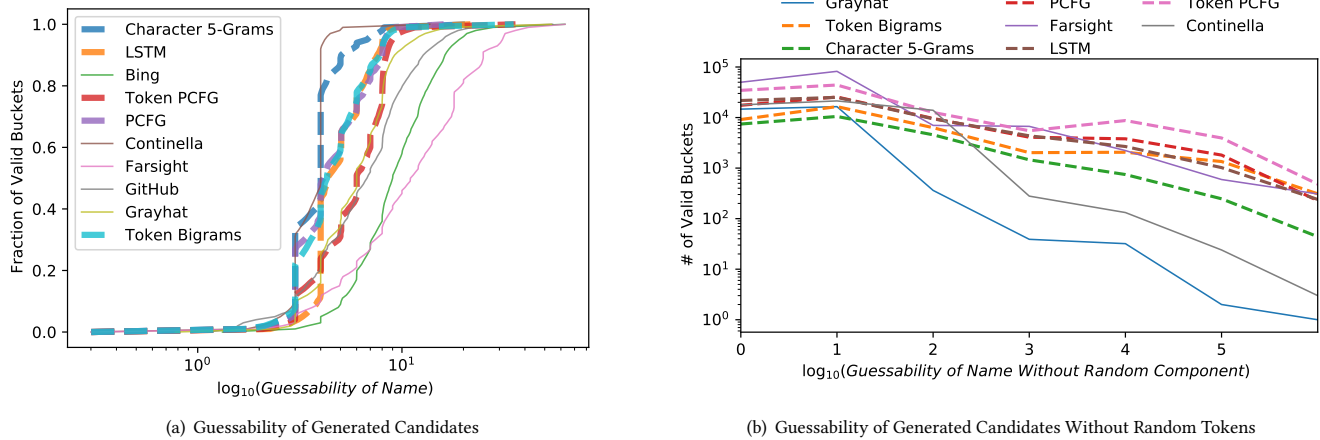 1.0
0.8
0.6
0.4
0.2
0.0
Fraction of Valid Buckets
Character 5-Grams
LSTM
Bing
Token PCFG
PCFG
Continella
Farsight
GitHub
Grayhat
Token Bigrams
10⁰
10¹
log₁₀(Guessability of Name)
(a) Guessability of Generated Candidates
Grayhat
Token Bigrams
Character 5-Grams
PCFG
Farsight
LSTM
Token PCFG
Continella
10⁵
10⁴
10³
10²
10¹
10⁰
# of Valid Buckets
0 1 2 3 4 5
log₁₀(Guessability of Name Without Random Component)
(b) Guessability of Generated Candidates Without Random Tokens